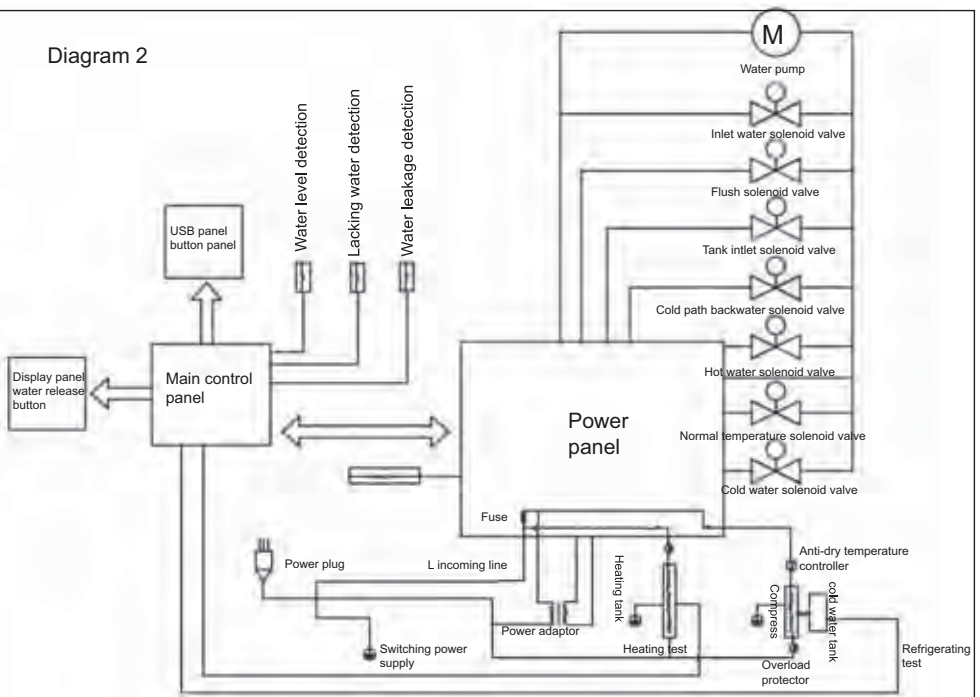 Diagram 2
M
Water pump
Inlet water solenoid valve
Flush solenoid valve
Tank intlet solenoid valve
Cold path backwater solenoid valve
Hot water solenoid valve
Normal temperature solenoid valve
Cold water solenoid valve
Water level detection
Lacking water detection
Water leakage detection
USB panel
button panel
Display panel
water release
button
Main control
panel
Power
panel
Fuse
Power plug
L incoming line
Switching power
supply
Power adaptor
Heating tank
Heating test
Anti-dry temperature
controller
Compress
cold water tank
Overload
protector
Refrigerating
test